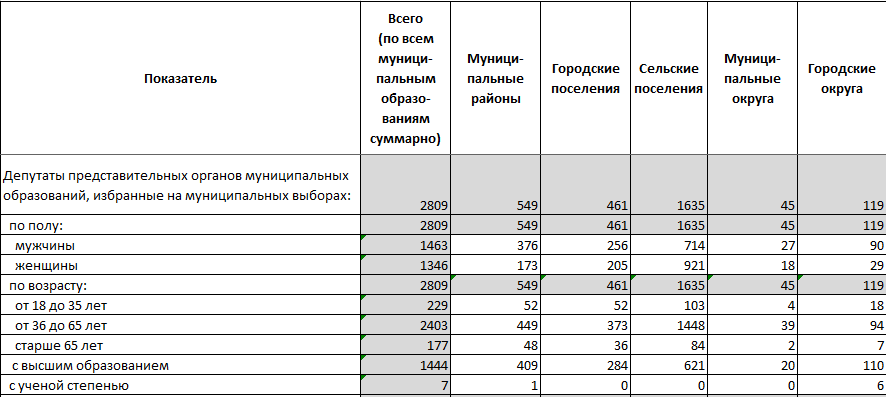 Показатель
Всего
(по всем
муници-
пальным
образо-
ваниям
суммарно)
Муници-
пальные
районы
Городские
поселения
Сельские
поселения
Муници-
пальные
округа
Городские
округа
Депутаты представительных органов муниципальных
образований, избранные на муниципальных выборах: 2809 549 461 1635 45 119
по полу: 2809 549 461 1635 45 119
мужчины 1463 376 256 714 27 90
женщины 1346 173 205 921 18 29
по возрасту: 2809 549 461 1635 45 119
от 18 до 35 лет 229 52 52 103 4 18
от 36 до 65 лет 2403 449 373 1448 39 94
старше 65 лет 177 48 36 84 2 7
с высшим образованием 1444 409 284 621 20 110
с ученой степенью 7 1 0 0 0 6